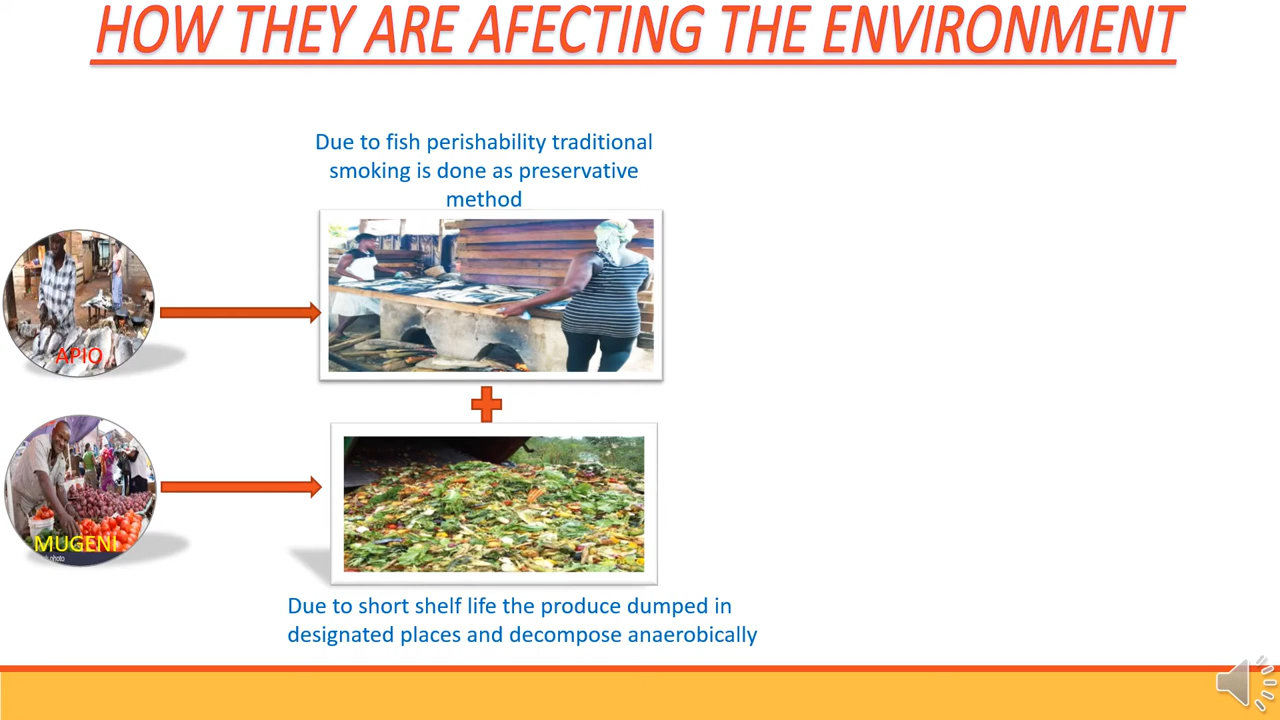 HOW THEY ARE AFECTING THE ENVIRONMENT
Due to fish perishability traditional
smoking is done as preservative
method
APIO
MUGENI
photo
Due to short shelf life the produce dumped in
designated places and decompose anaerobically